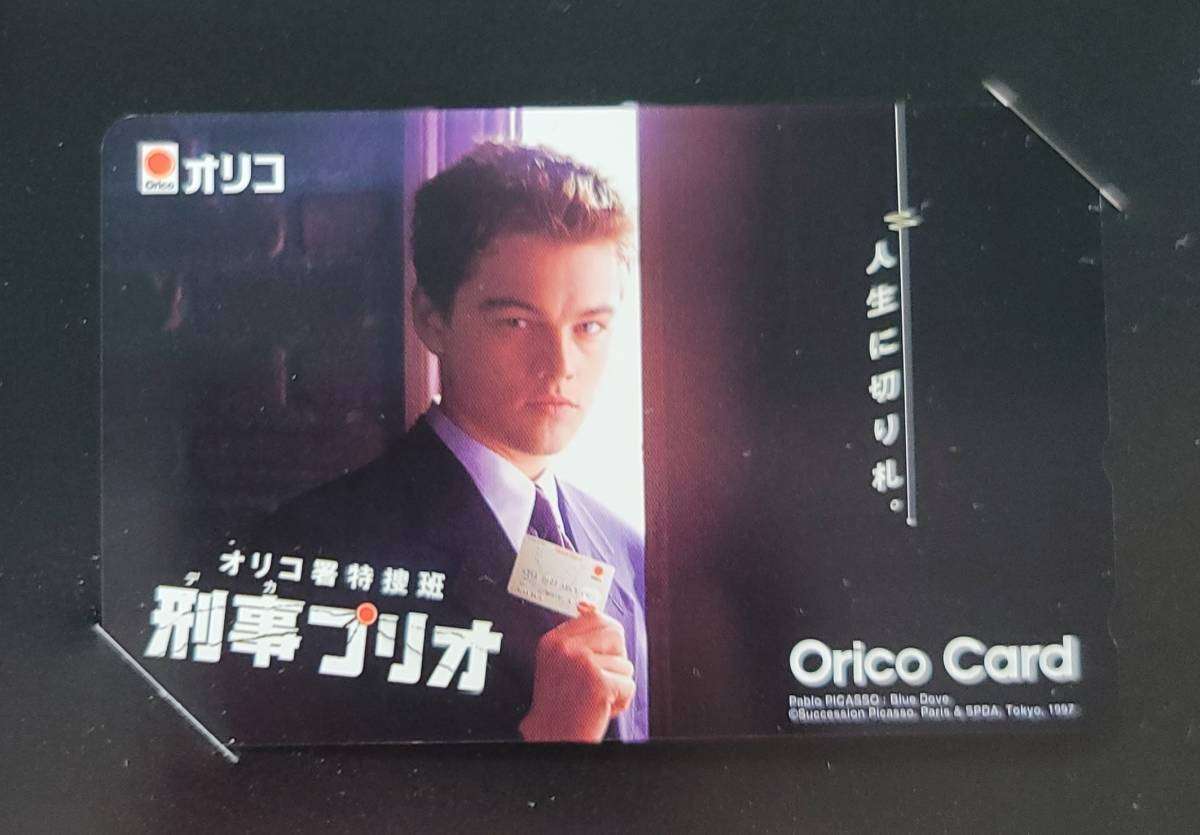 Orico
オリコ
人生に切り札。
オリコ署特捜班
デカ
刑事プリオ
Orico Card
Pablo PICASSO : Blue Dove
©Succession Picasso, Paris & SPDA, Tokyo, 1997